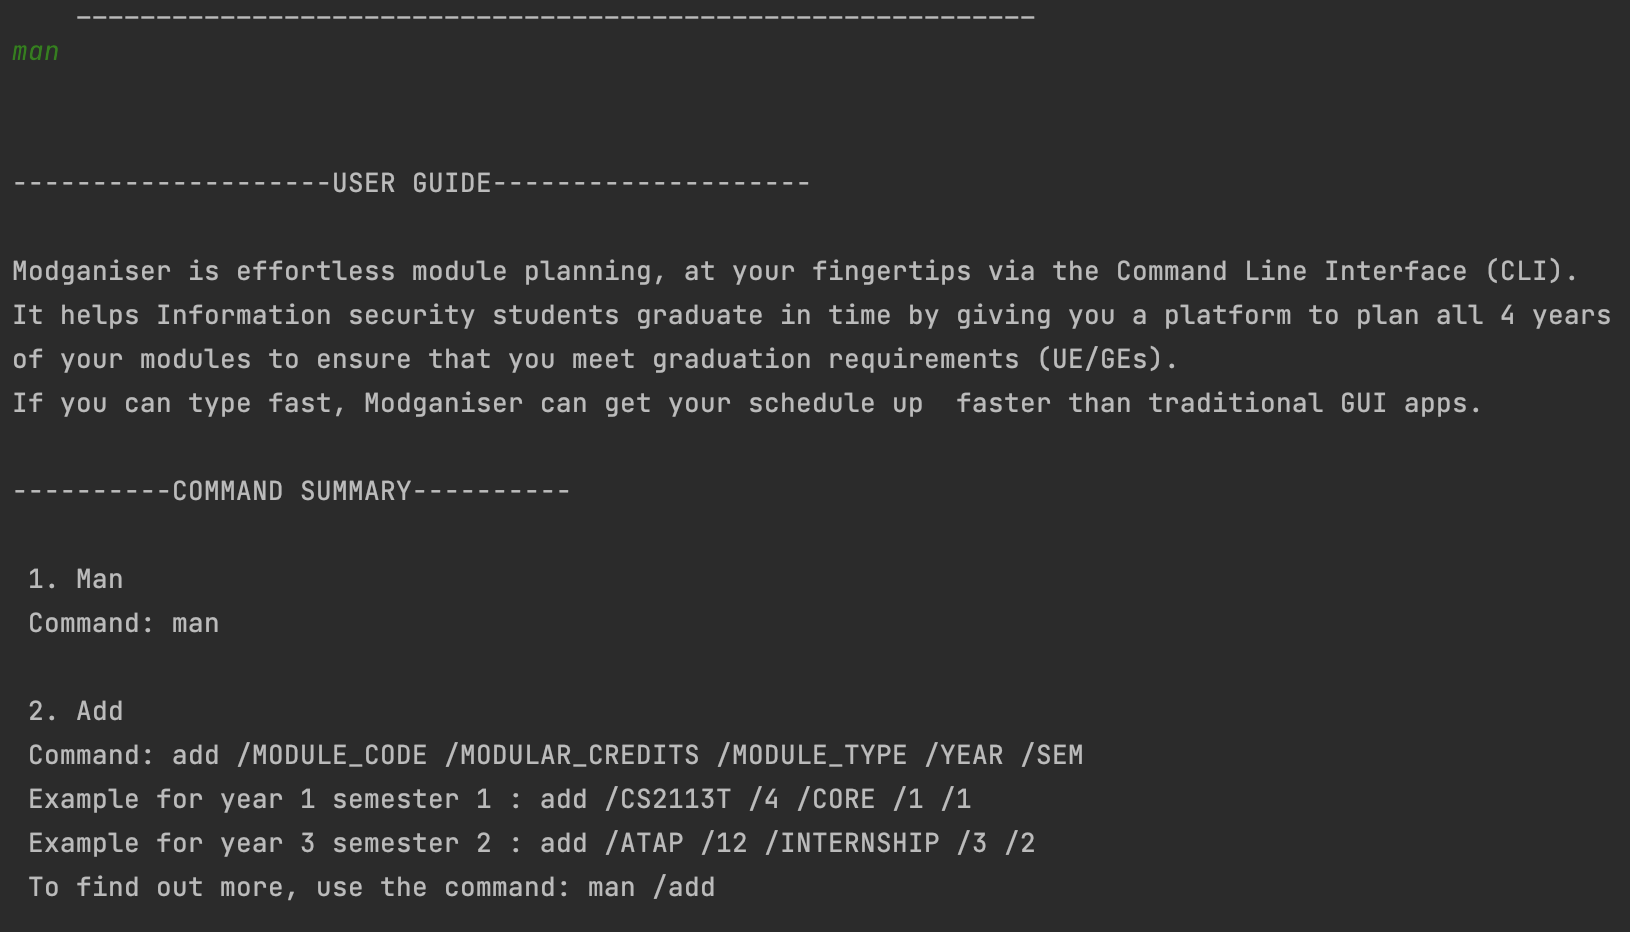 ____________________________________________________________
man
--------------------USER GUIDE--------------------
Modganiser is effortless module planning, at your fingertips via the Command Line Interface (CLI).
It helps Information security students graduate in time by giving you a platform to plan all 4 years
of your modules to ensure that you meet graduation requirements (UE/GEs).
If you can type fast, Modganiser can get your schedule up  faster than traditional GUI apps.
----------COMMAND SUMMARY----------
1. Man
Command: man
2. Add
Command: add /MODULE_CODE /MODULAR_CREDITS /MODULE_TYPE /YEAR /SEM
Example for year 1 semester 1 : add /CS2113T /4 /CORE /1 /1
Example for year 3 semester 2 : add /ATAP /12 /INTERNSHIP /3 /2
To find out more, use the command: man /add